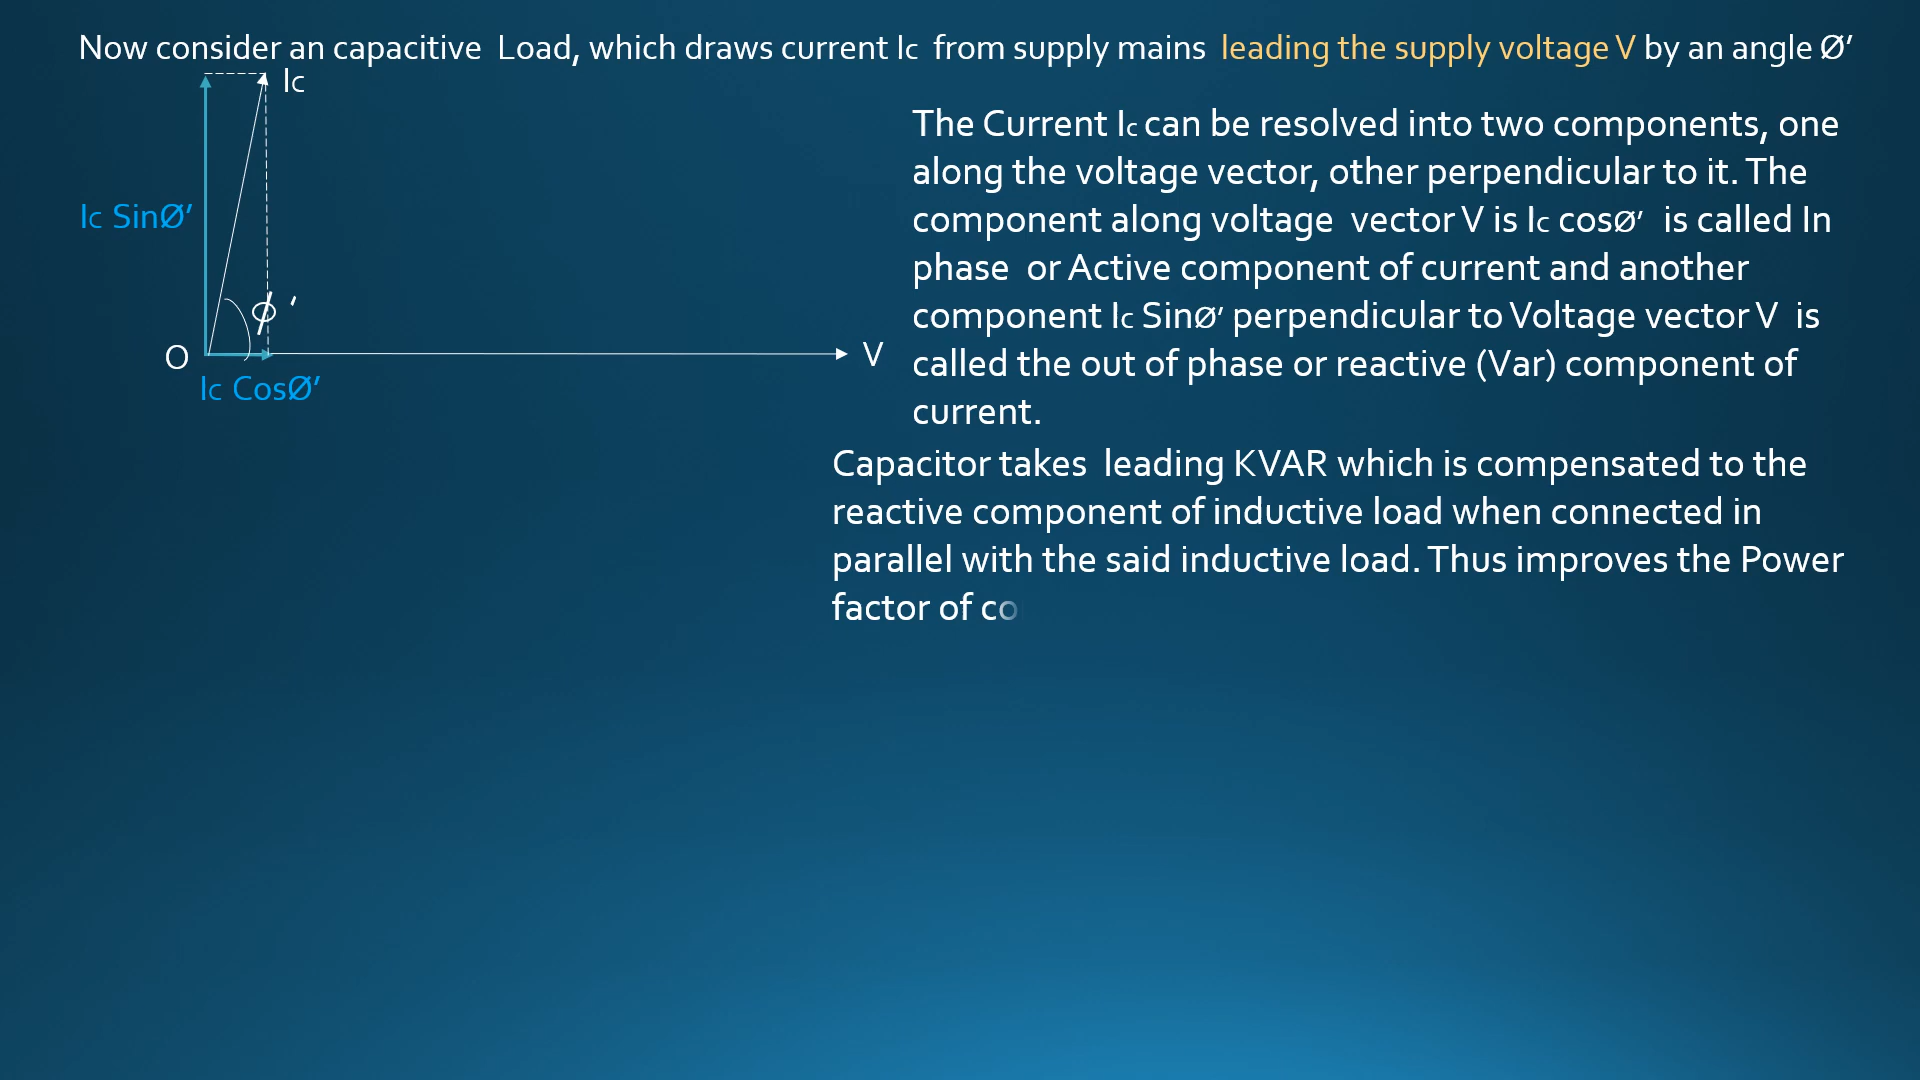 Now consider an capacitive Load, which draws current Ic from supply mains leading the supply voltage V by an angle Ø'
Ic
The Current Ic can be resolved into two components, one
along the voltage vector, other perpendicular to it. The
component along voltage vector V is Ic cosØ' is called In
phase or Active component of current and another
component Ic SinØ' perpendicular to Voltage vector V is
called the out of phase or reactive (Var) component of
current.
Ic SinØ'
ϕ '
O
V
Ic CosØ'
Capacitor takes leading KVAR which is compensated to the
reactive component of inductive load when connected in
parallel with the said inductive load. Thus improves the Power
factor of co